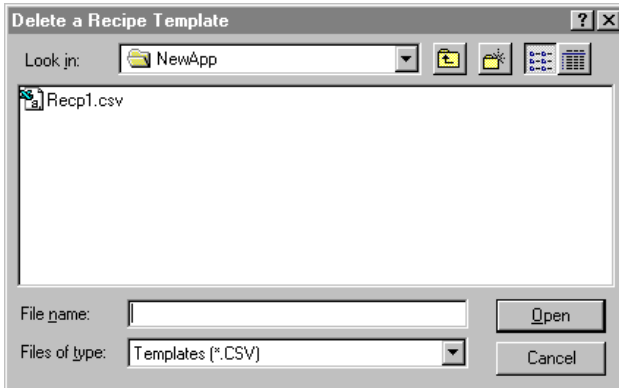 Delete a Recipe Template
Look in: NewApp
Recp1.csv
File name: Open
Files of type: Templates (*.CSV) Cancel